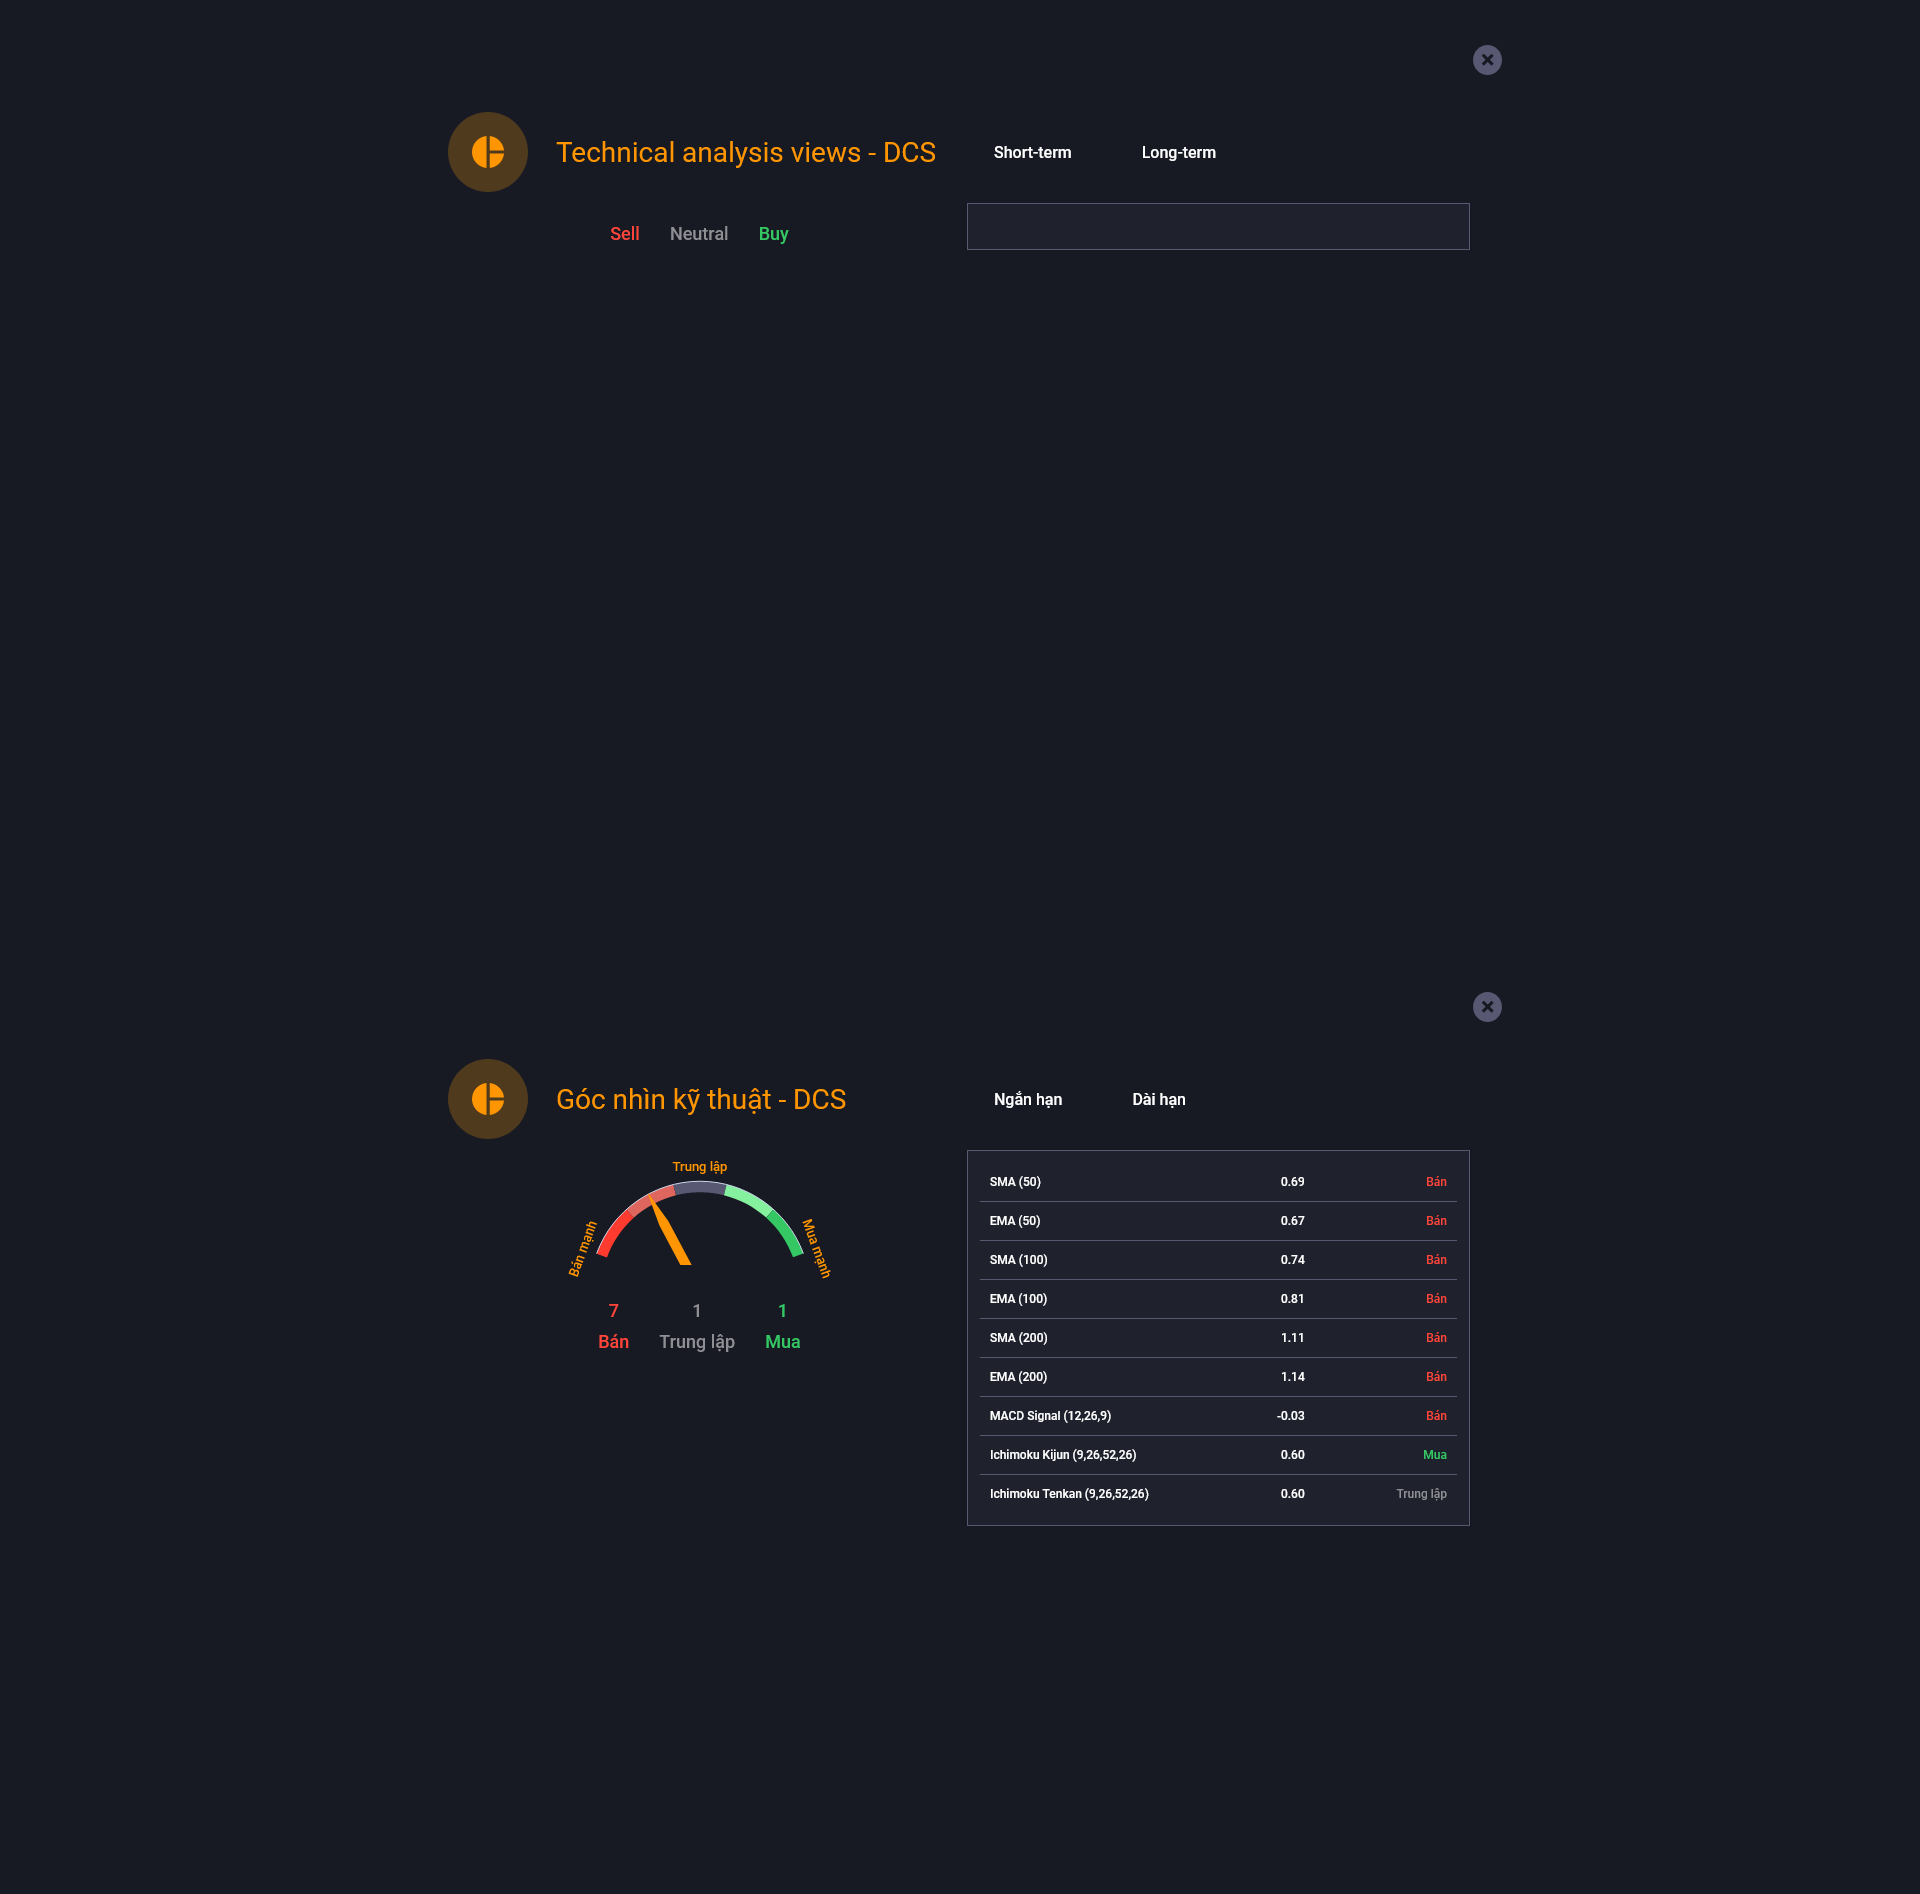 Technical analysis views - DCS
Short-term Long-term
Sell Neutral Buy
Góc nhìn kỹ thuật - DCS
Ngắn hạn Dài hạn
Trung lập
Bán mạnh
Mua mạnh
7 1 1
Bán Trung lập Mua
SMA (50) 0.69 Bán
EMA (50) 0.67 Bán
SMA (100) 0.74 Bán
EMA (100) 0.81 Bán
SMA (200) 1.11 Bán
EMA (200) 1.14 Bán
MACD Signal (12,26,9) -0.03 Bán
Ichimoku Kijun (9,26,52,26) 0.60 Mua
Ichimoku Tenkan (9,26,52,26) 0.60 Trung lập